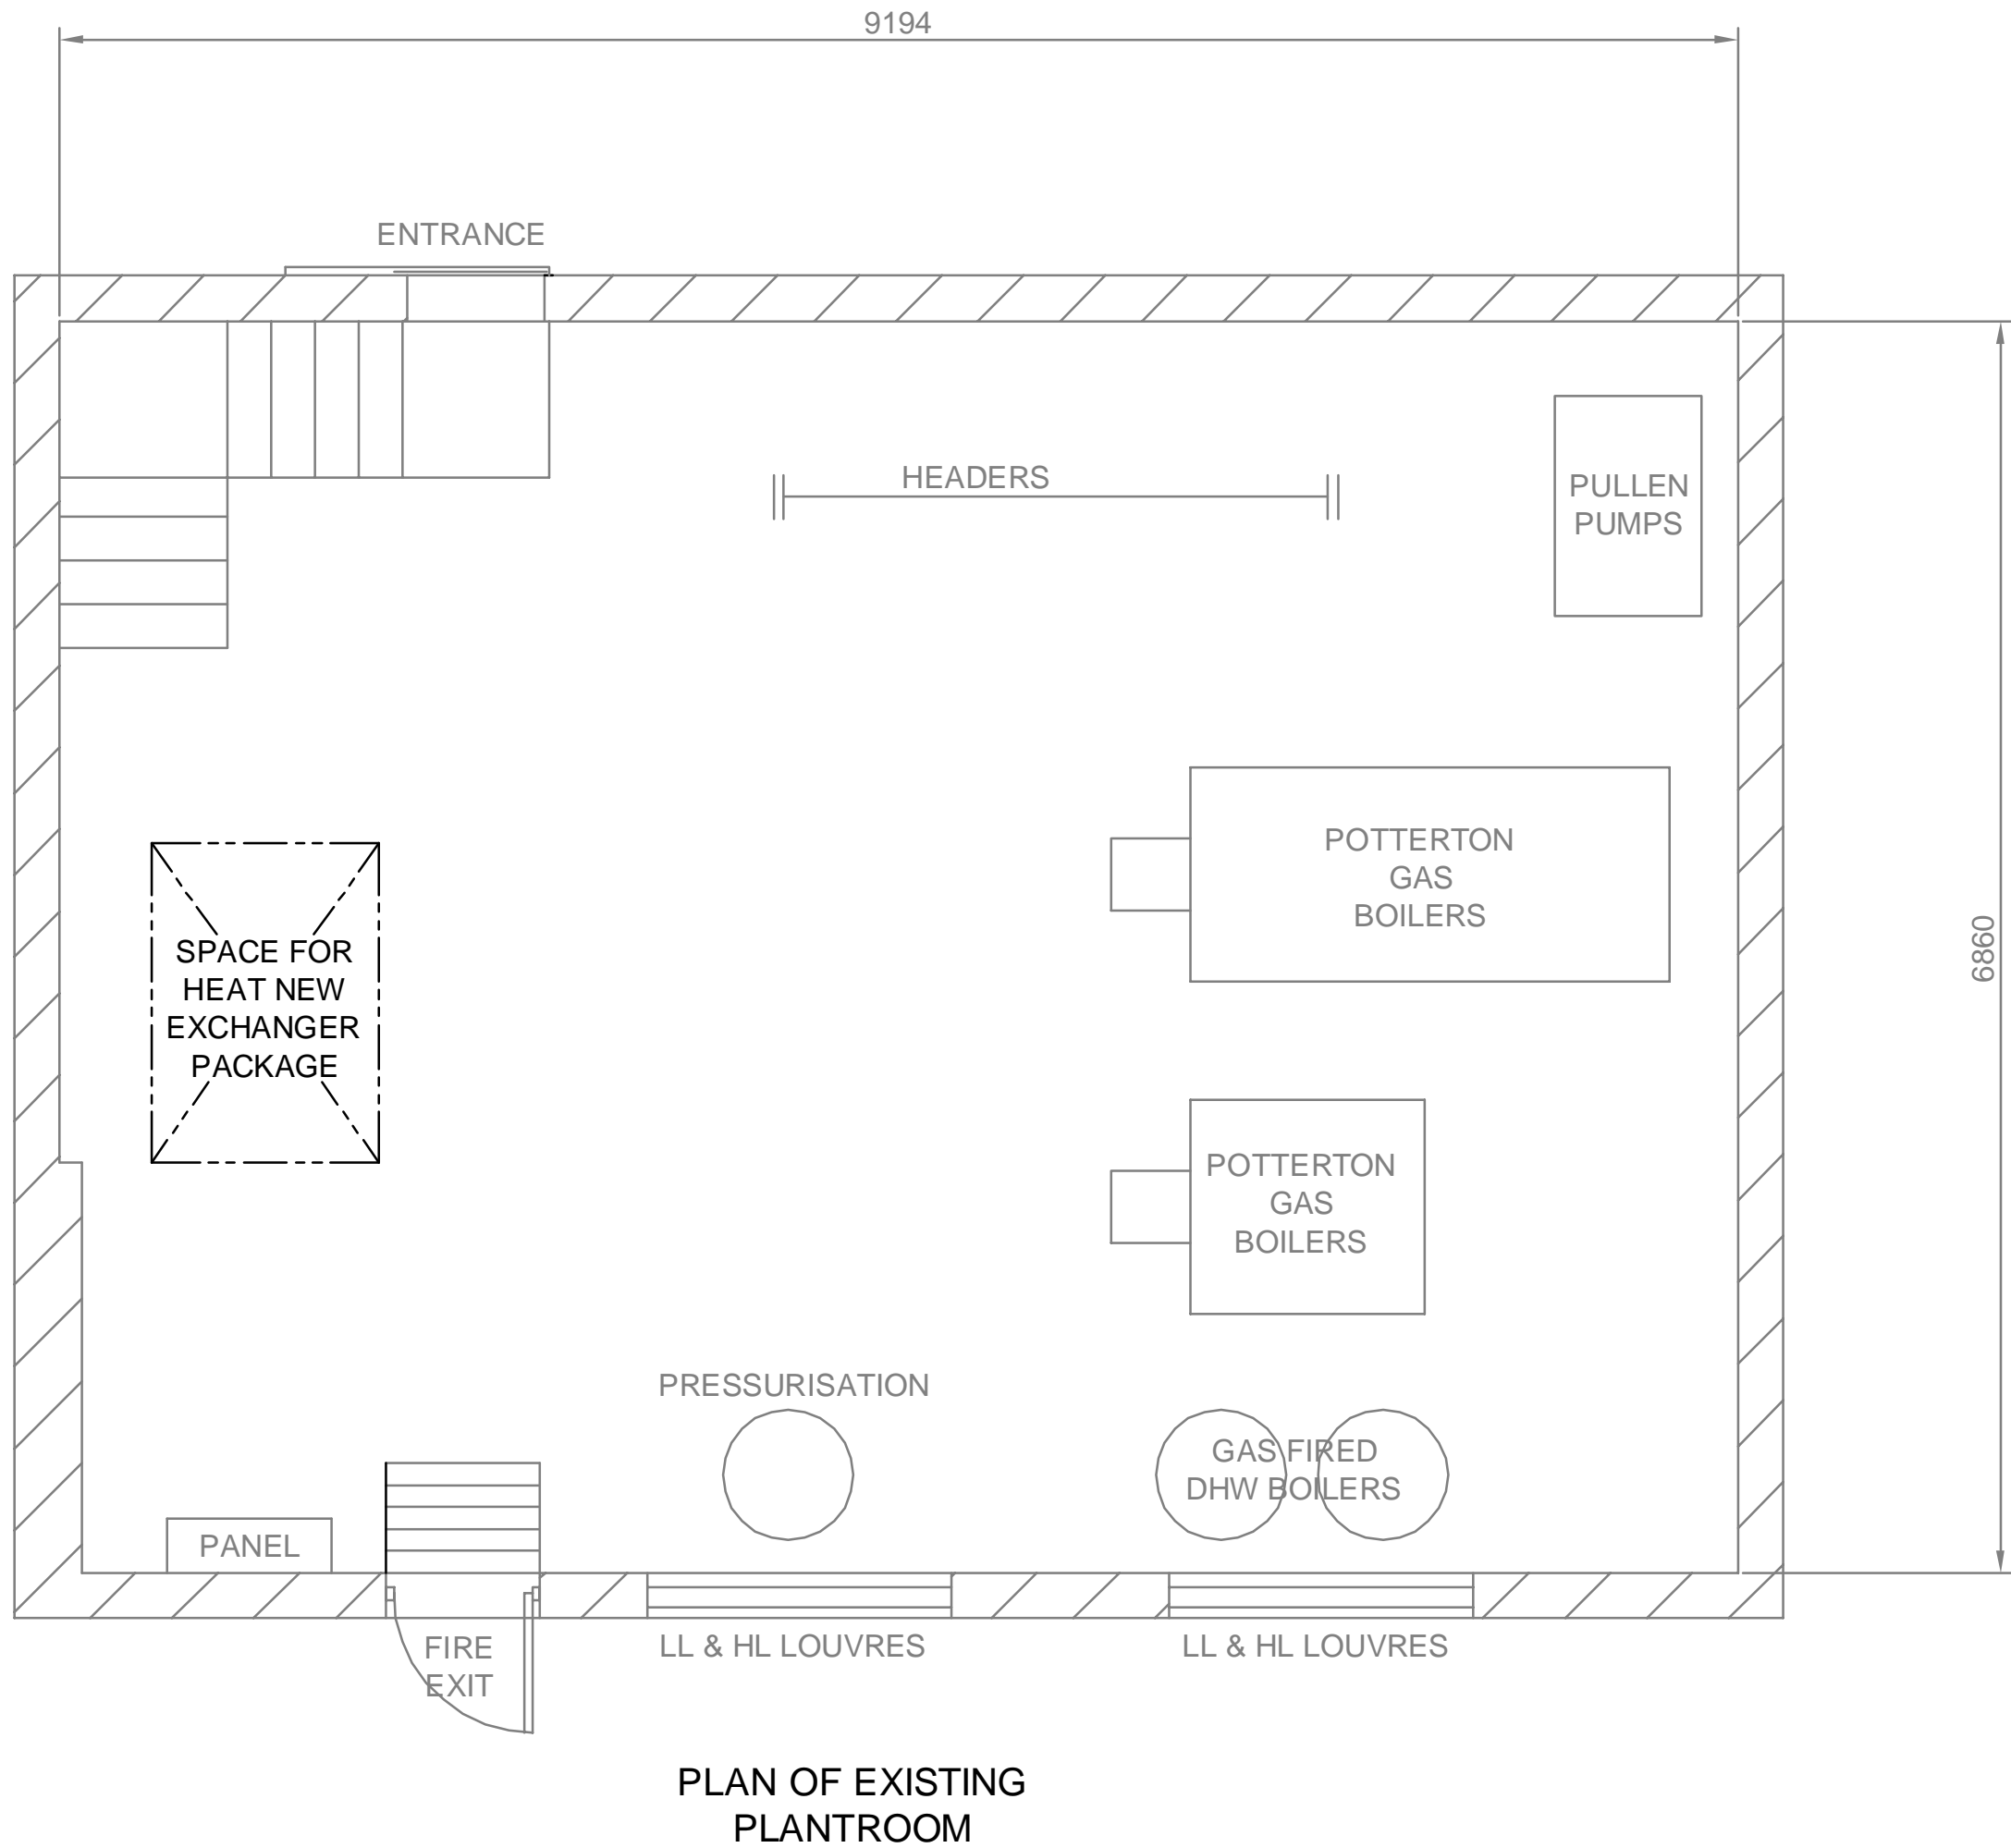 9194
ENTRANCE
HEADERS
PULLEN
PUMPS
POTTERTON
GAS
BOILERS
6860
SPACE FOR
HEAT NEW
EXCHANGER
PACKAGE
POTTERTON
GAS
BOILERS
PRESSURISATION
GAS FIRED
DHW BOILERS
PANEL
FIRE
EXIT
LL & HL LOUVRES
LL & HL LOUVRES
PLAN OF EXISTING
PLANTROOM